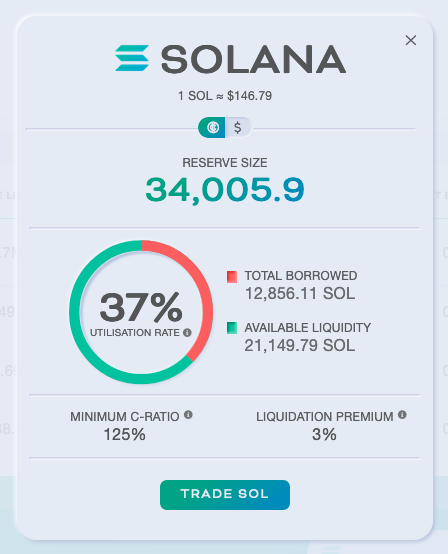 SOLANA
1 SOL ≈ $146.79
$
RESERVE SIZE
34,005.9
37%
UTILISATION RATE
TOTAL BORROWED
12,856.11 SOL
AVAILABLE LIQUIDITY
21,149.79 SOL
MINIMUM C-RATIO
125%
LIQUIDATION PREMIUM
3%
TRADE SOL